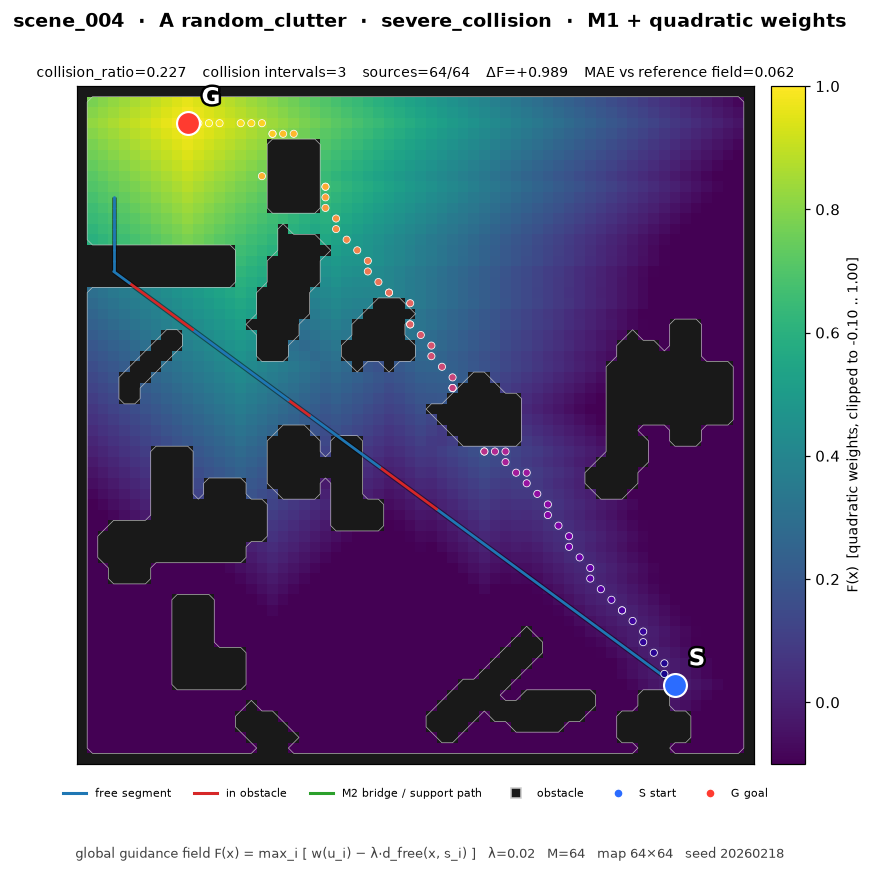 scene_004 · A random_clutter · severe_collision · M1 + quadratic weights
collision_ratio=0.227 collision intervals=3 sources=64/64 ΔF=+0.989 MAE vs reference field=0.062
G
S
1.0
0.8
0.6
0.4
0.2
0.0
F(x) [quadratic weights, clipped to -0.10 .. 1.00]
free segment in obstacle M2 bridge / support path obstacle S start G goal
global guidance field F(x) = max_i [ w(u_i) − λ·d_free(x, s_i) ] λ=0.02 M=64 map 64×64 seed 20260218